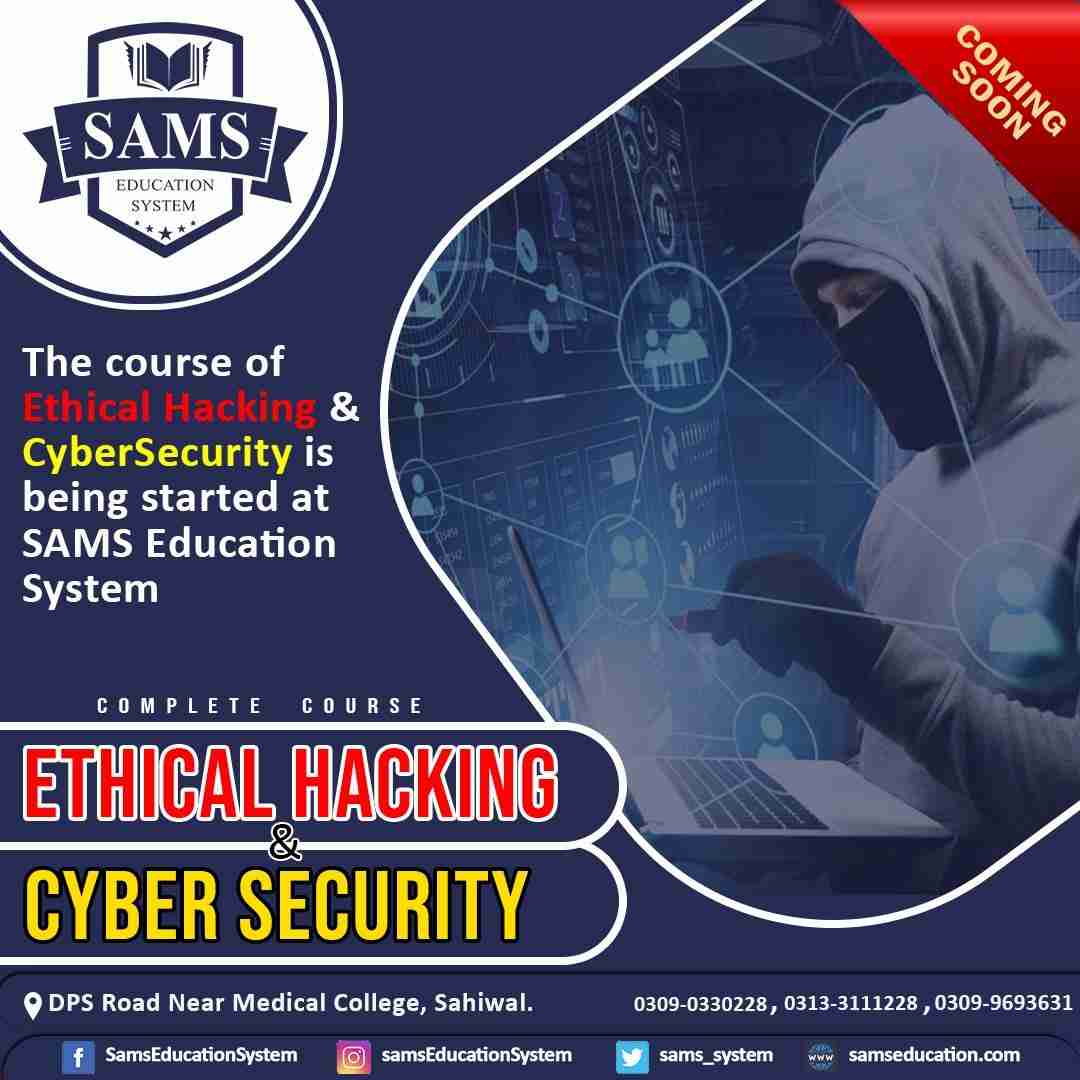 SAMS
EDUCATION
SYSTEM
COMING
SOON
The course of
Ethical Hacking &
CyberSecurity is
being started at
SAMS Education
System
COMPLETE COURSE
ETHICAL HACKING
&
CYBER SECURITY
DPS Road Near Medical College, Sahiwal.
0309-0330228 , 0313-3111228 , 0309-9693631
SamsEducationSystem
samsEducationSystem
sams_system
www
samseducation.com